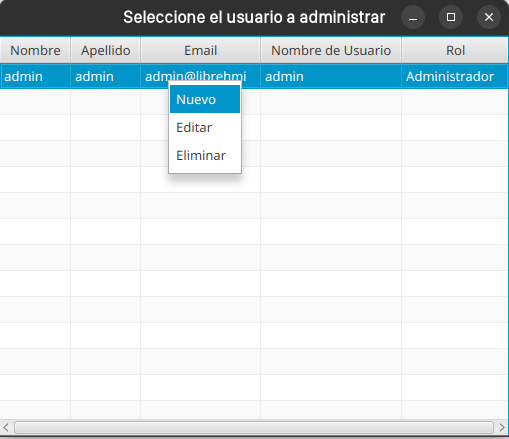 Seleccione el usuario a administrar
Nombre Apellido Email Nombre de Usuario Rol
admin admin admin@librehmi admin Administrador
Nuevo
Editar
Eliminar